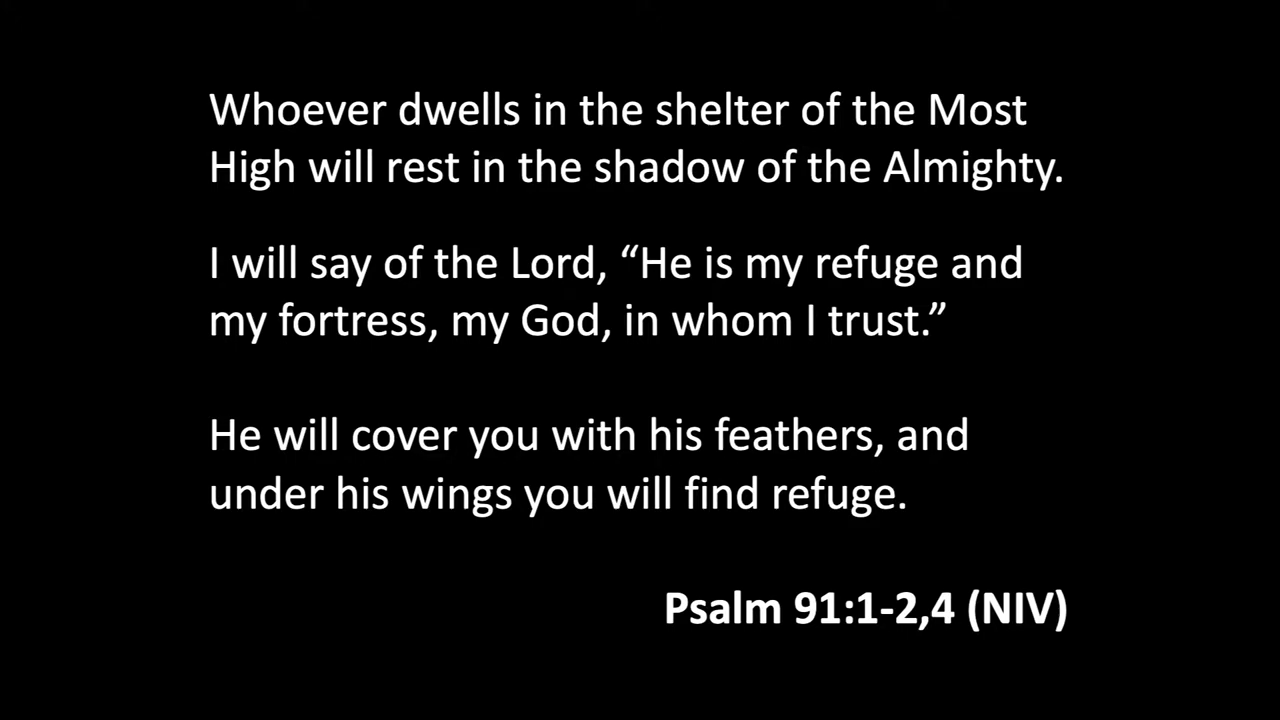 Whoever dwells in the shelter of the Most
High will rest in the shadow of the Almighty.
I will say of the Lord, “He is my refuge and
my fortress, my God, in whom I trust.”
He will cover you with his feathers, and
under his wings you will find refuge.
Psalm 91:1-2,4 (NIV)